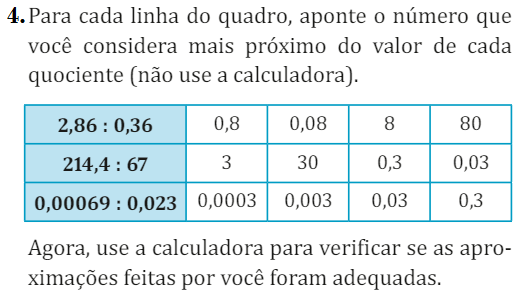 4. Para cada linha do quadro, aponte o número que
você considera mais próximo do valor de cada
quociente (não use a calculadora).
2,86 : 0,36 0,8 0,08 8 80
214,4 : 67 3 30 0,3 0,03
0,00069 : 0,023 0,0003 0,003 0,03 0,3
Agora, use a calculadora para verificar se as apro-
ximações feitas por você foram adequadas.